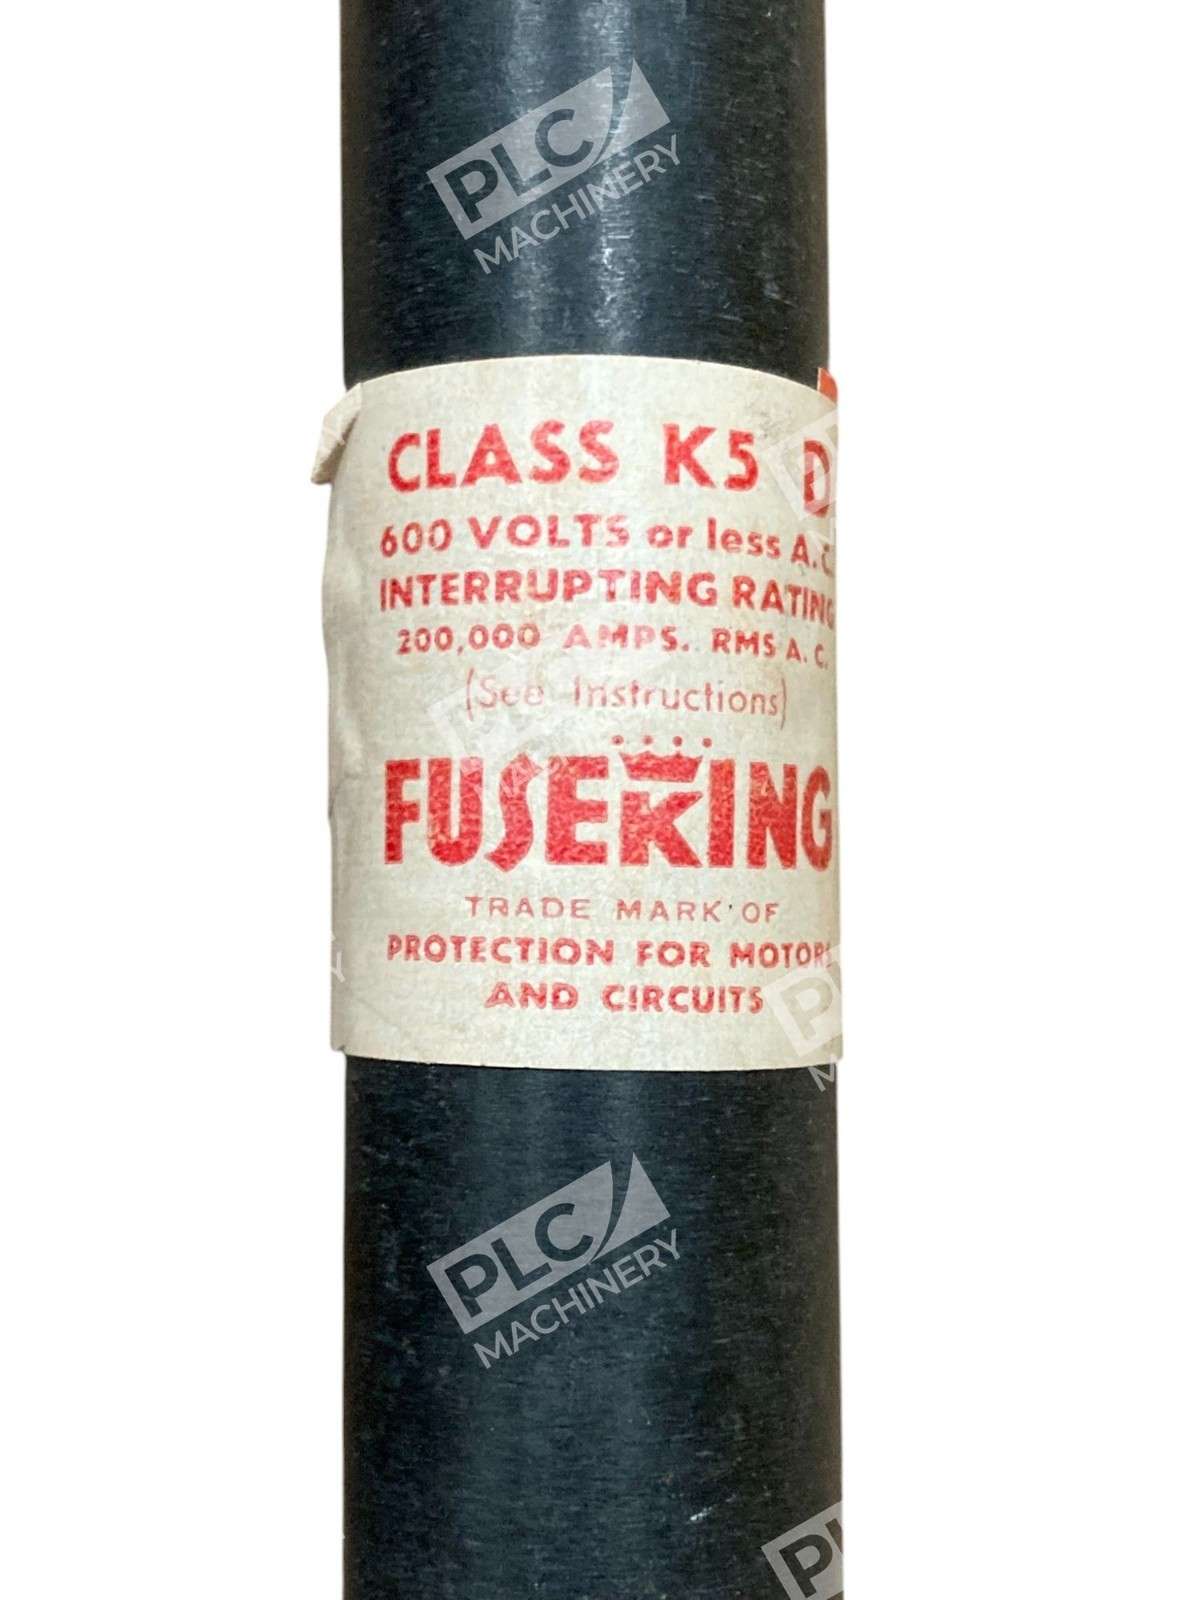 PLC
MACHINERY
CLASS K5 D
600 VOLTS or less A.C.
INTERRUPTING RATING
200,000 AMPS. RMS A.C.
(See Instructions)
FUSEKING
TRADE MARK OF
PROTECTION FOR MOTORS
AND CIRCUITS
PLC
MACHINERY